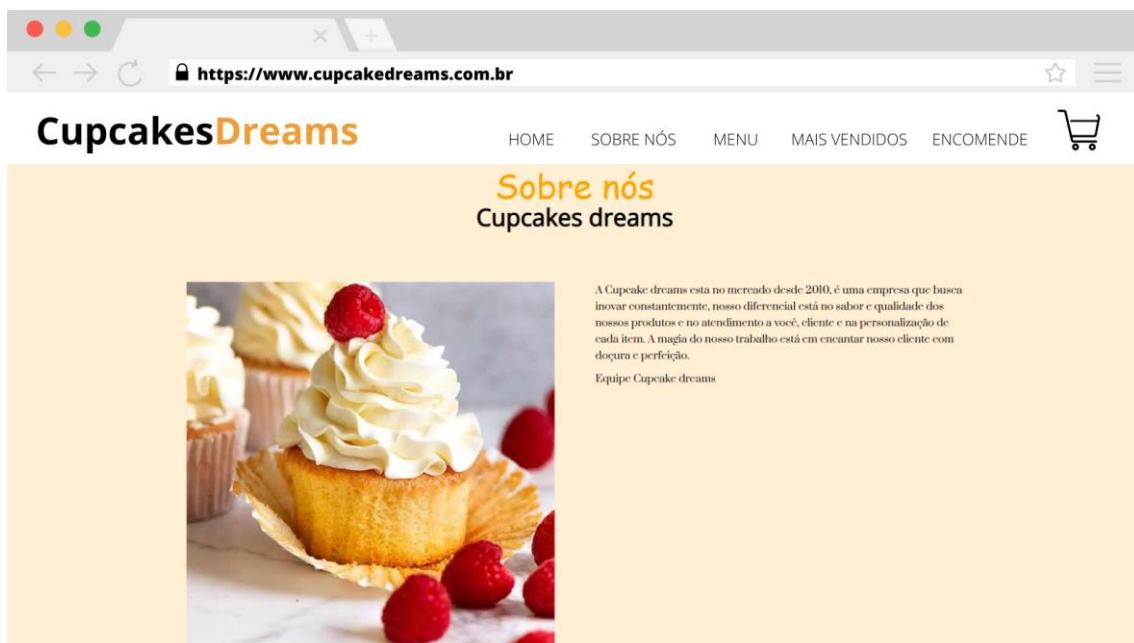 https://www.cupcakedreams.com.br
CupcakesDreams
HOME SOBRE NÓS MENU MAIS VENDIDOS ENCOMENDE
Sobre nós
Cupcakes dreams
A Cupcake dreams esta no mercado desde 2010, é uma empresa que busca
inovar constantemente, nosso diferencial está no sabor e qualidade dos
nossos produtos e no atendimento a você, cliente e na personalização de
cada item. A magia do nosso trabalho está em encantar nosso cliente com
doçura e perfeição.
Equipe Cupcake dreams